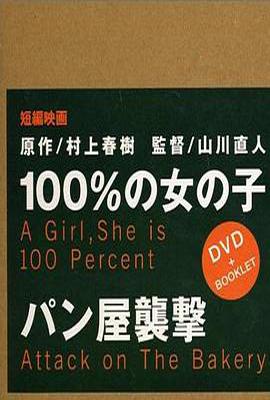 短編映画
原作/村上春樹 監督/山川直人
100%の女の子
A Girl,She is
100 Percent
DVD
+
BOOKLET
パン屋襲撃
Attack on The Bakery